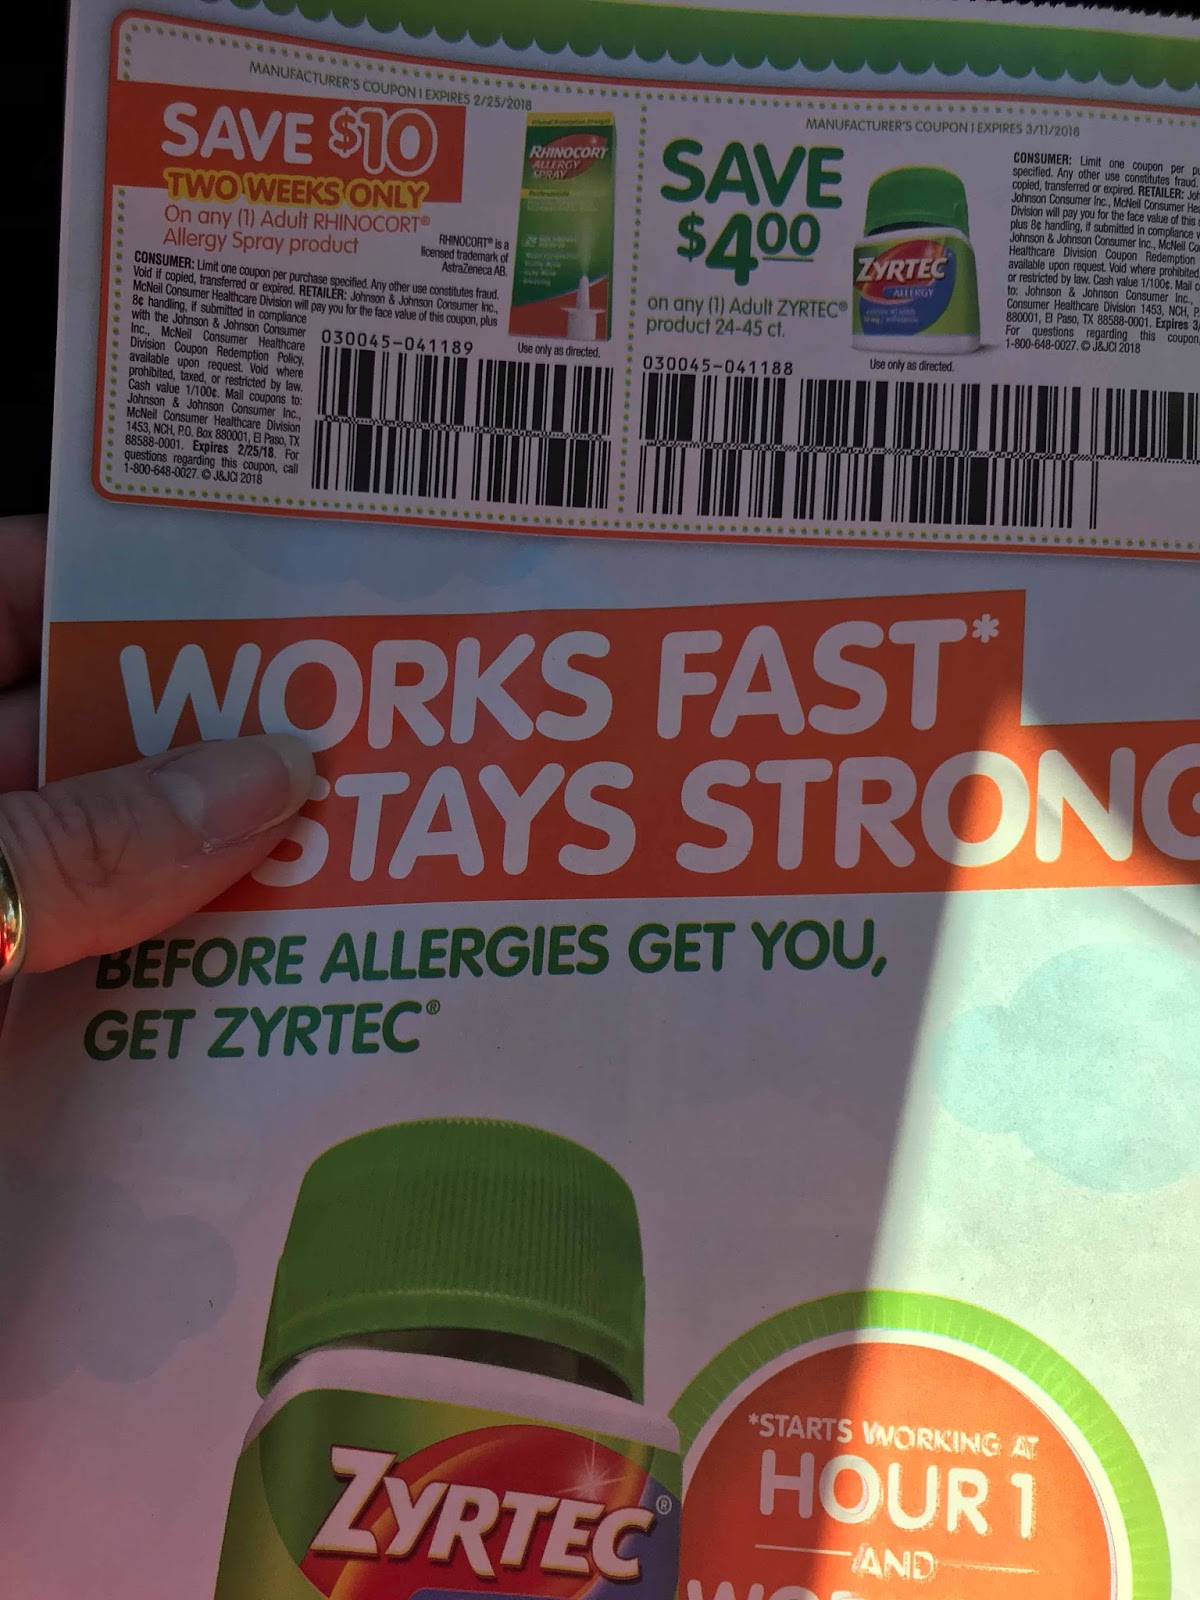 MANUFACTURER'S COUPON | EXPIRES 2/25/2018
SAVE $10
TWO WEEKS ONLY
On any (1) Adult RHINOCORT®
Allergy Spray product
RHINOCORT® is a
licensed trademark of
AstraZeneca AB.
RHINOCORT
ALLERGY
SPRAY
Use only as directed.
CONSUMER: Limit one coupon per purchase specified. Any other use constitutes fraud.
Void if copied, transferred or expired. RETAILER: Johnson & Johnson Consumer Inc.,
McNeil Consumer Healthcare Division will pay you for the face value of this coupon, plus
8¢ handling, if submitted in compliance
with the Johnson & Johnson Consumer
Inc., McNeil Consumer Healthcare
Division Coupon Redemption Policy,
available upon request. Void where
prohibited, taxed, or restricted by law.
Cash value 1/100¢. Mail coupons to:
Johnson & Johnson Consumer Inc.,
McNeil Consumer Healthcare Division
1453, NCH, P.O. Box 880001, El Paso, TX
88588-0001. Expires 2/25/18. For
questions regarding this coupon, call
1-800-648-0027. © J&JCI 2018
030045-041189
MANUFACTURER'S COUPON | EXPIRES 3/11/2018
SAVE
$4.00
on any (1) Adult ZYRTEC®
product 24-45 ct.
ZYRTEC
ALLERGY
Use only as directed.
030045-041188
CONSUMER: Limit one coupon per
specified. Any other use constitutes fraud.
copied, transferred or expired. RETAILER:
Johnson Consumer Inc., McNeil Consumer
Division will pay you for the face value of this
plus 8¢ handling, if submitted in compliance
Johnson & Johnson Consumer Inc., McNeil
Healthcare Division Coupon Redemption
available upon request. Void where prohibited
or restricted by law. Cash value 1/100¢. Mail
to: Johnson & Johnson Consumer Inc.,
Consumer Healthcare Division 1453, NCH,
880001, El Paso, TX 88588-0001. Expires
For questions regarding this coupon,
1-800-648-0027. © J&JCI 2018
WORKS FAST*
STAYS STRONG
BEFORE ALLERGIES GET YOU,
GET ZYRTEC®
ZYRTEC®
*STARTS WORKING AT
HOUR 1
AND